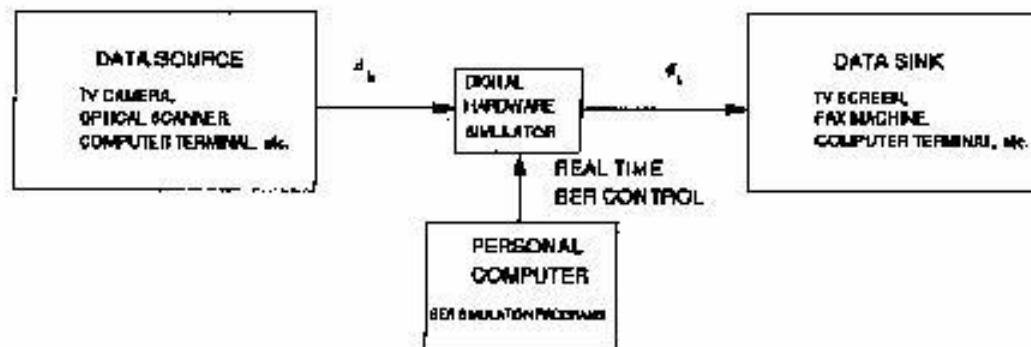 DATA SOURCE
TV CAMERA,
OPTICAL SCANNER,
COMPUTER TERMINAL, etc.
d_k
DIGITAL
HARDWARE
SIMULATOR
DATA SINK
TV SCREEN,
FAX MACHINE,
COMPUTER TERMINAL, etc.
REAL TIME
BER CONTROL
PERSONAL
COMPUTER
BER SIMULATION PROGRAMS